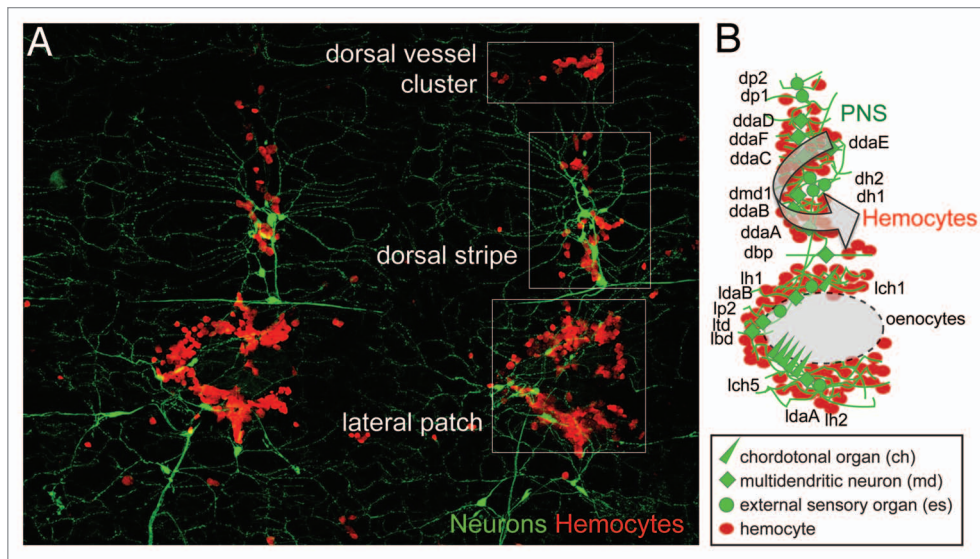 A
dorsal vessel
cluster
dorsal stripe
lateral patch
Neurons Hemocytes
B
dp2
dp1
PNS
ddaD
ddaF
ddaE
ddaC
dh2
dmd1
dh1
ddaB
Hemocytes
ddaA
dbp
lh1
ldaB
lch1
lp2
oenocytes
ltd
lbd
lch5
ldaA
lh2
chordotonal organ (ch)
multidendritic neuron (md)
external sensory organ (es)
hemocyte